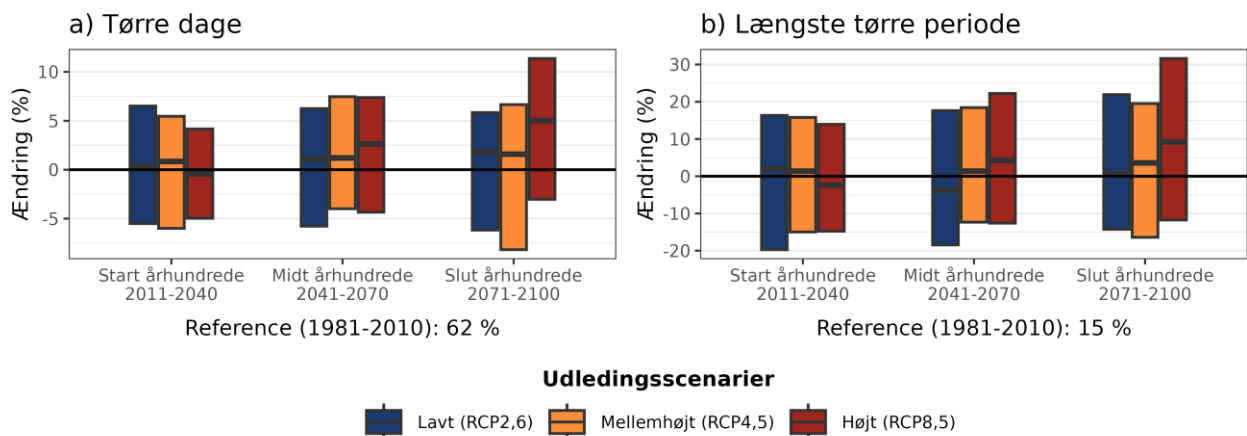 a) Tørre dage
Ændring (%)
10
5
0
-5
Start århundrede
2011-2040
Midt århundrede
2041-2070
Slut århundrede
2071-2100
Reference (1981-2010): 62 %
b) Længste tørre periode
Ændring (%)
30
20
10
0
-10
-20
Start århundrede
2011-2040
Midt århundrede
2041-2070
Slut århundrede
2071-2100
Reference (1981-2010): 15 %
Udledingsscenarier
Lavt (RCP2,6)
Mellemhøjt (RCP4,5)
Højt (RCP8,5)